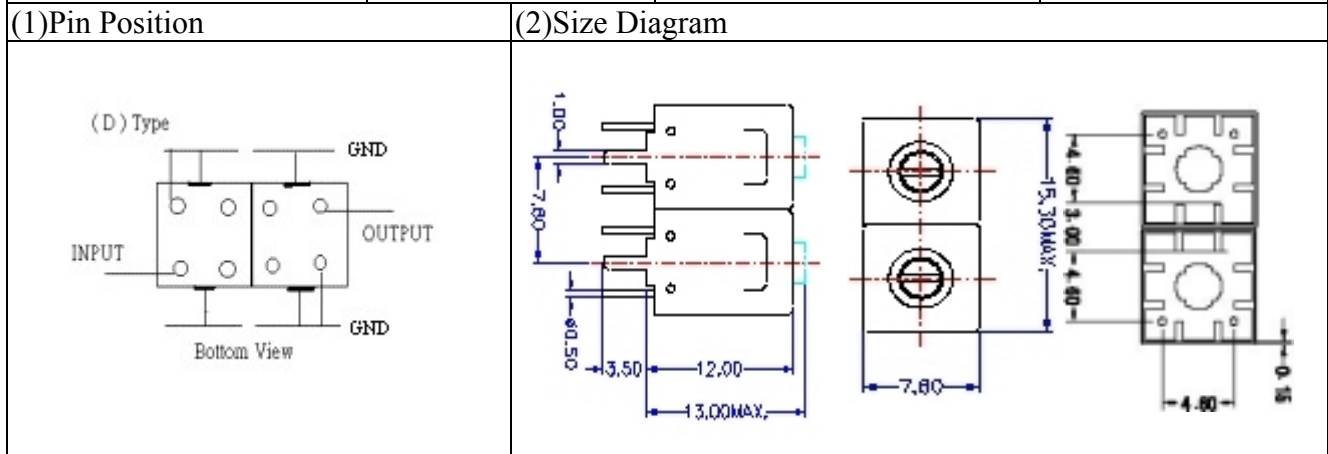 (1)Pin Position
(2)Size Diagram
(D) Type
GND
OUTPUT
INPUT
GND
Bottom View
1.00
7.60
ø0.50
3.50
12.00
13.00MAX.
15.30MAX.
7.60
4.60
3.00
4.60
4.60
0.15